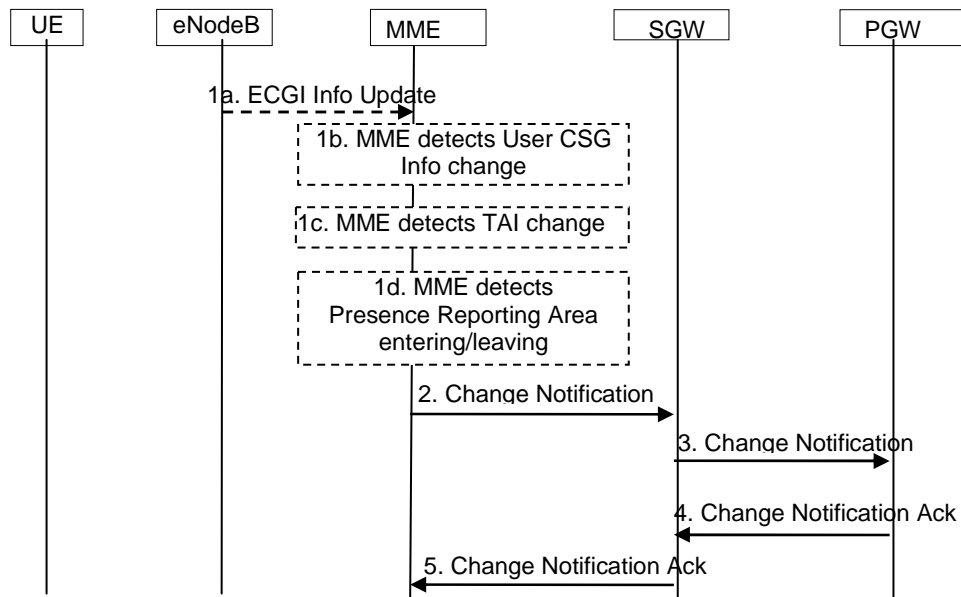 UE
eNodeB
MME
SGW
PGW
1a. ECGI Info Update
1b. MME detects User CSG
Info change
1c. MME detects TAI change
1d. MME detects
Presence Reporting Area
entering/leaving
2. Change Notification
3. Change Notification
4. Change Notification Ack
5. Change Notification Ack